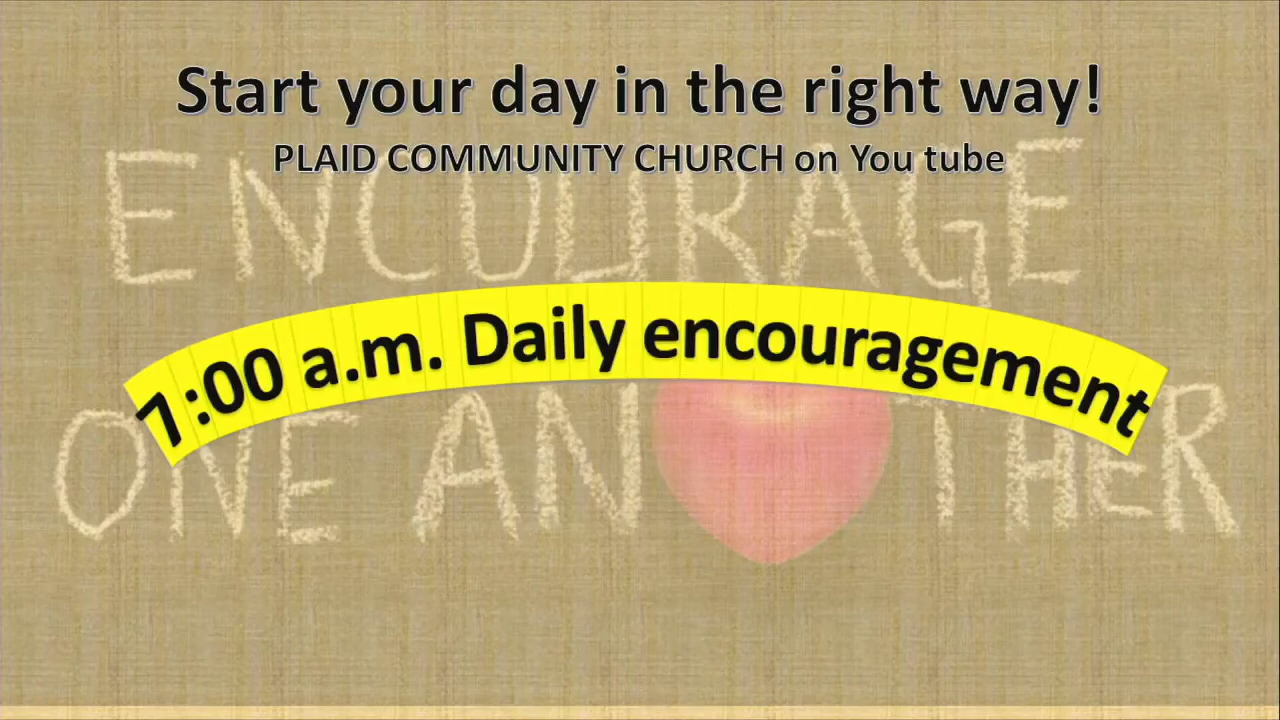 Start your day in the right way!
PLAID COMMUNITY CHURCH on You tube
ENCOURAGE
7:00 a.m. Daily encouragement
ONE ANOTHER